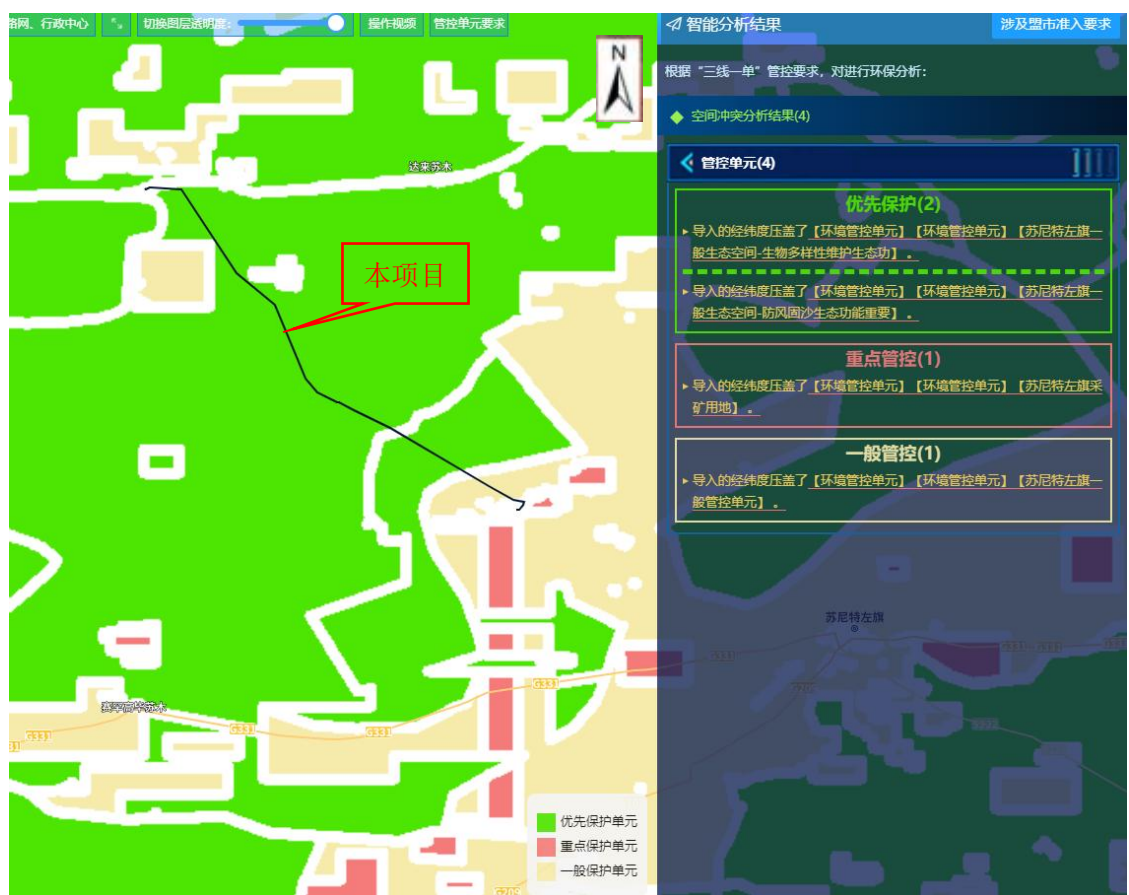 路网、行政中心
切换图层透明度:
操作视频
管控单元要求
N
达来苏木
本项目
G331
赛罕高毕苏木
G331
G331
优先保护单元
重点保护单元
一般保护单元
智能分析结果
涉及盟市准入要求
根据“三线一单”管控要求，对进行环保分析：
空间冲突分析结果(4)
管控单元(4)
优先保护(2)
导入的经纬度压盖了【环境管控单元】【环境管控单元】【苏尼特左旗一
般生态空间-生物多样性维护生态功】 。
导入的经纬度压盖了【环境管控单元】【环境管控单元】【苏尼特左旗一
般生态空间-防风固沙生态功能重要】 。
重点管控(1)
导入的经纬度压盖了【环境管控单元】【环境管控单元】【苏尼特左旗采
矿用地】 。
一般管控(1)
导入的经纬度压盖了【环境管控单元】【环境管控单元】【苏尼特左旗一
般管控单元】 。
苏尼特左旗
G331
G331
G331